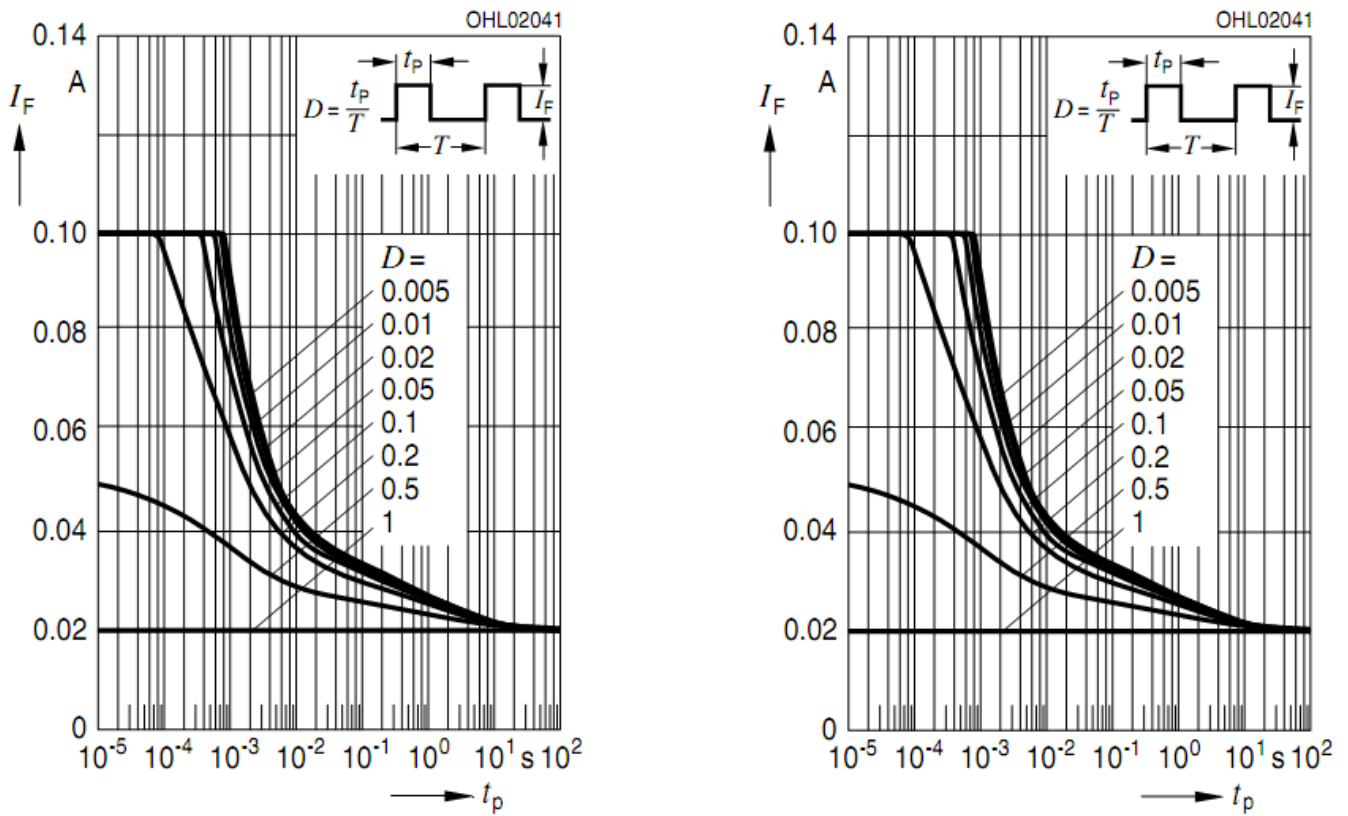 OHL02041
0.14
A
I_F
t_P
D = t_P/T
I_F
T
0.10
0.08
0.06
0.04
0.02
0
D =
0.005
0.01
0.02
0.05
0.1
0.2
0.5
1
10^-5 10^-4 10^-3 10^-2 10^-1 10^0 10^1 s 10^2
t_p
OHL02041
0.14
A
I_F
t_P
D = t_P/T
I_F
T
0.10
0.08
0.06
0.04
0.02
0
D =
0.005
0.01
0.02
0.05
0.1
0.2
0.5
1
10^-5 10^-4 10^-3 10^-2 10^-1 10^0 10^1 s 10^2
t_p